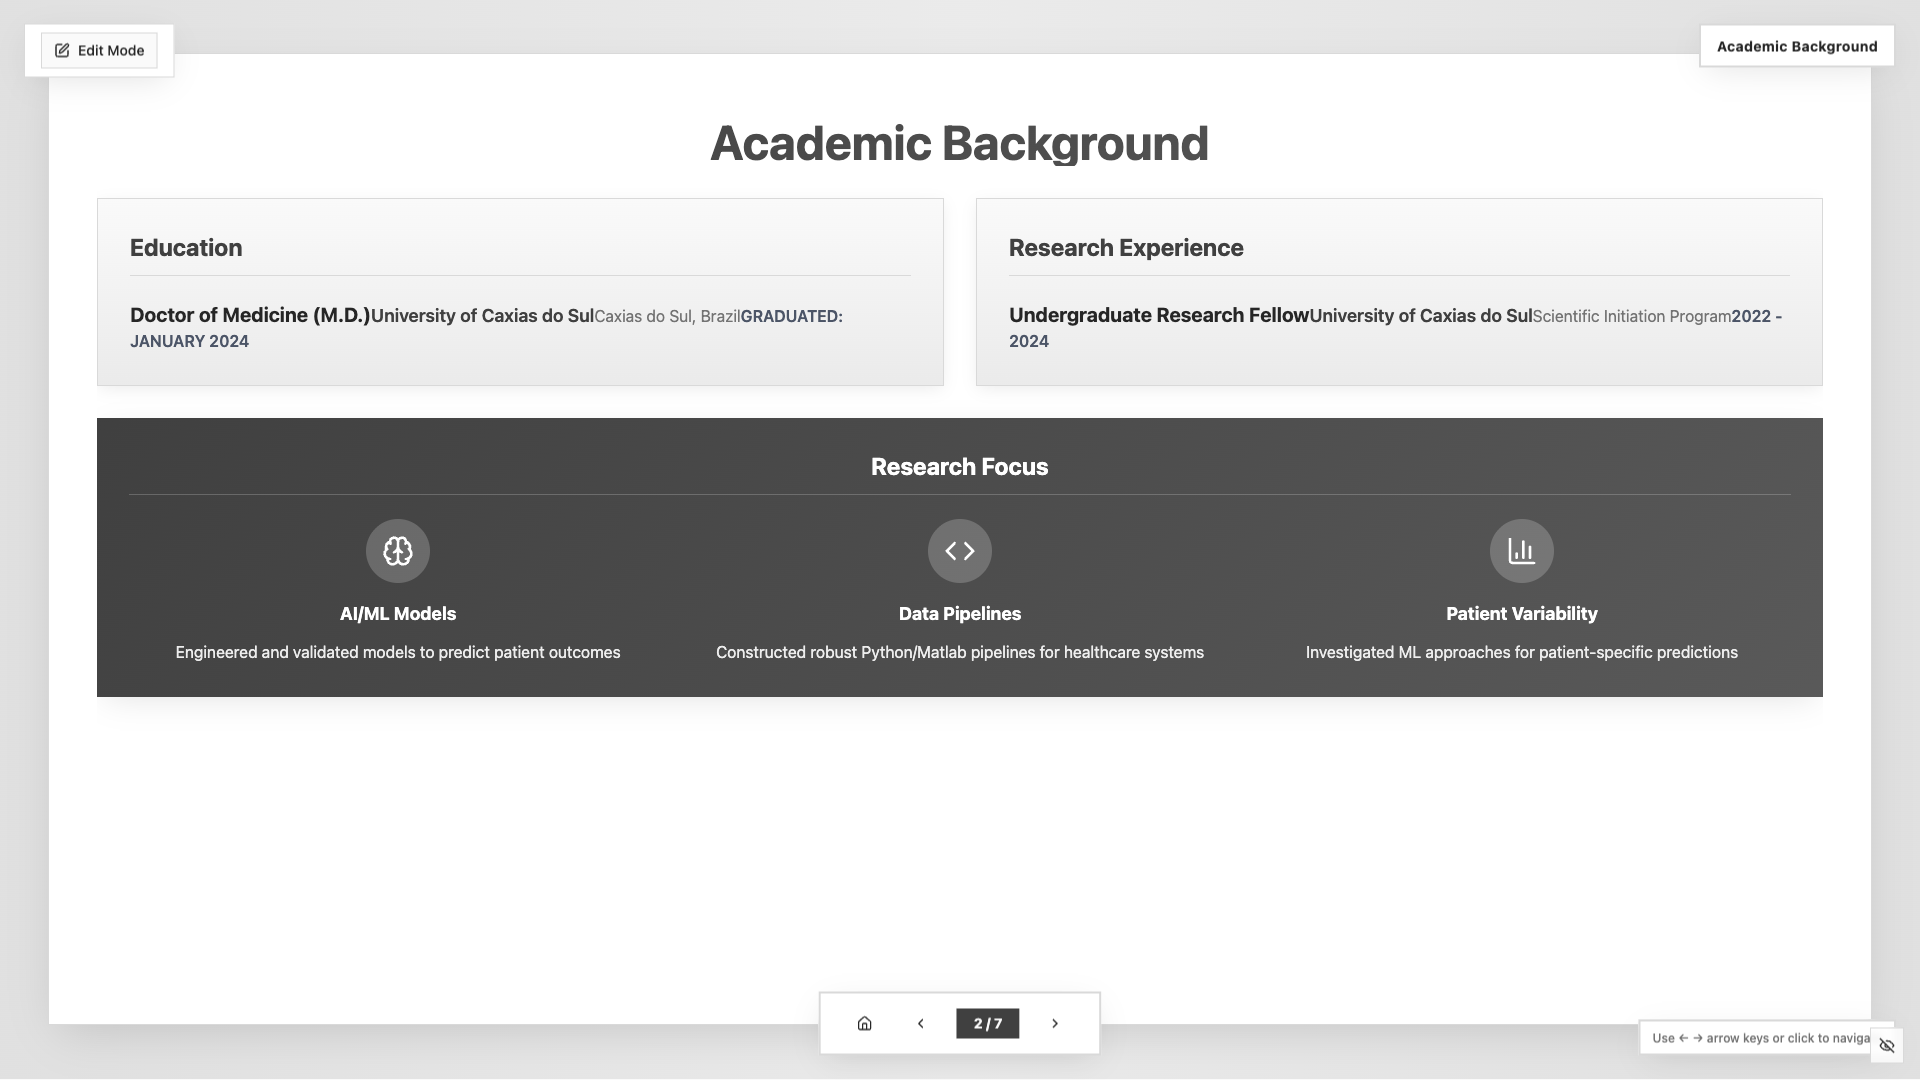 Edit Mode
Academic Background
Academic Background
Education
Doctor of Medicine (M.D.)University of Caxias do SulCaxias do Sul, BrazilGRADUATED:
JANUARY 2024
Research Experience
Undergraduate Research FellowUniversity of Caxias do SulScientific Initiation Program2022 -
2024
Research Focus
AI/ML Models
Engineered and validated models to predict patient outcomes
Data Pipelines
Constructed robust Python/Matlab pipelines for healthcare systems
Patient Variability
Investigated ML approaches for patient-specific predictions
2 / 7
Use ← → arrow keys or click to naviga